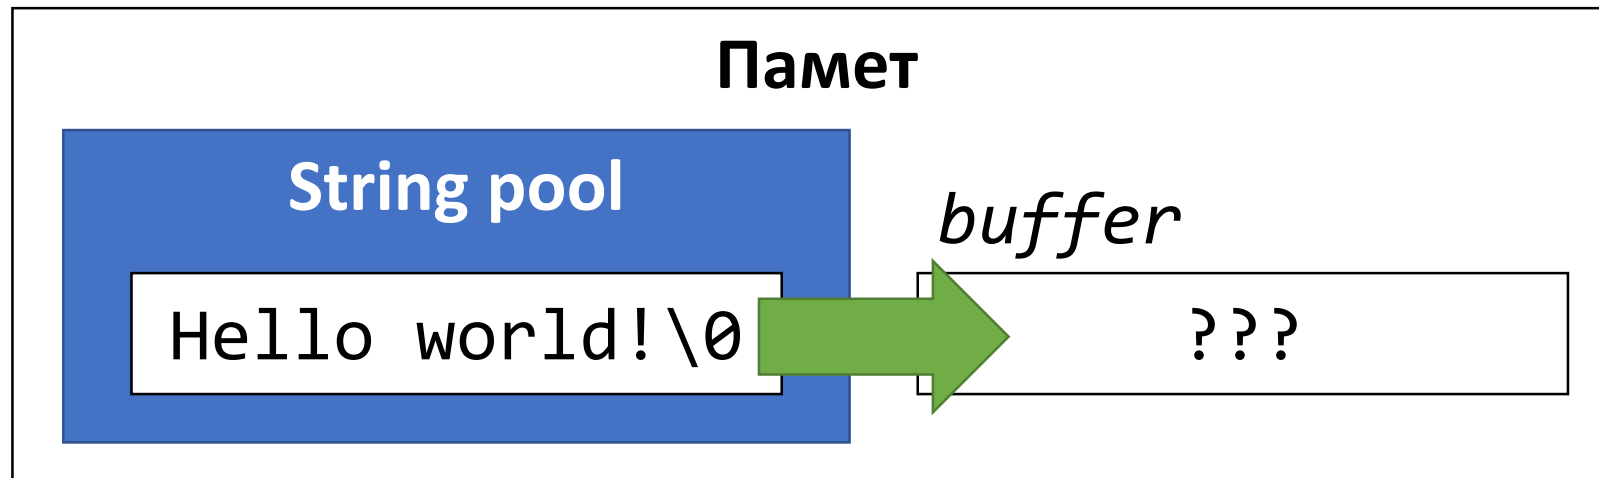 Памет
String pool
buffer
Hello world!\0
???